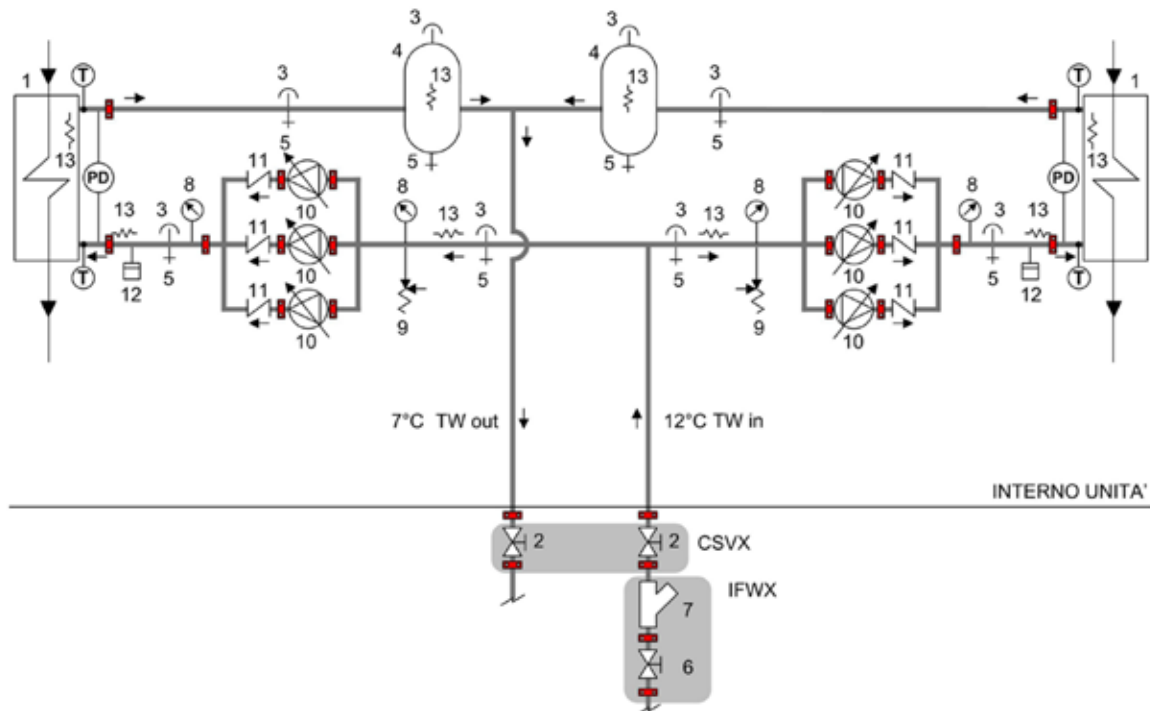 3 3
4 4
T 3 13 13 3 T
1 1
13 5 5 5 5 13
PD 11 11 PD
8 10 8 10 8 8
13 3 11 13 3 3 13 11 3 13
10 10
T 5 11 5 5 11 5 T
12 9 9 12
10 10
7°C TW out 12°C TW in
INTERNO UNITA'
2 2 CSVX
IFWX
7
6